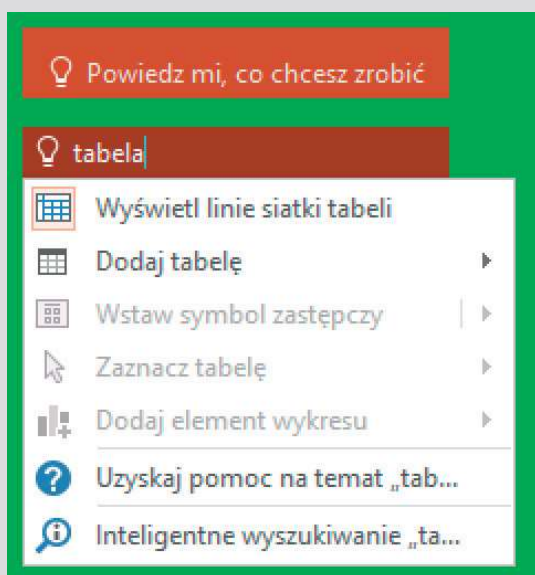 Powiedz mi, co chcesz zrobić
tabela
Wyświetl linie siatki tabeli
Dodaj tabelę
Wstaw symbol zastępczy
Zaznacz tabelę
Dodaj element wykresu
Uzyskaj pomoc na temat „tab...
Inteligentne wyszukiwanie „ta...